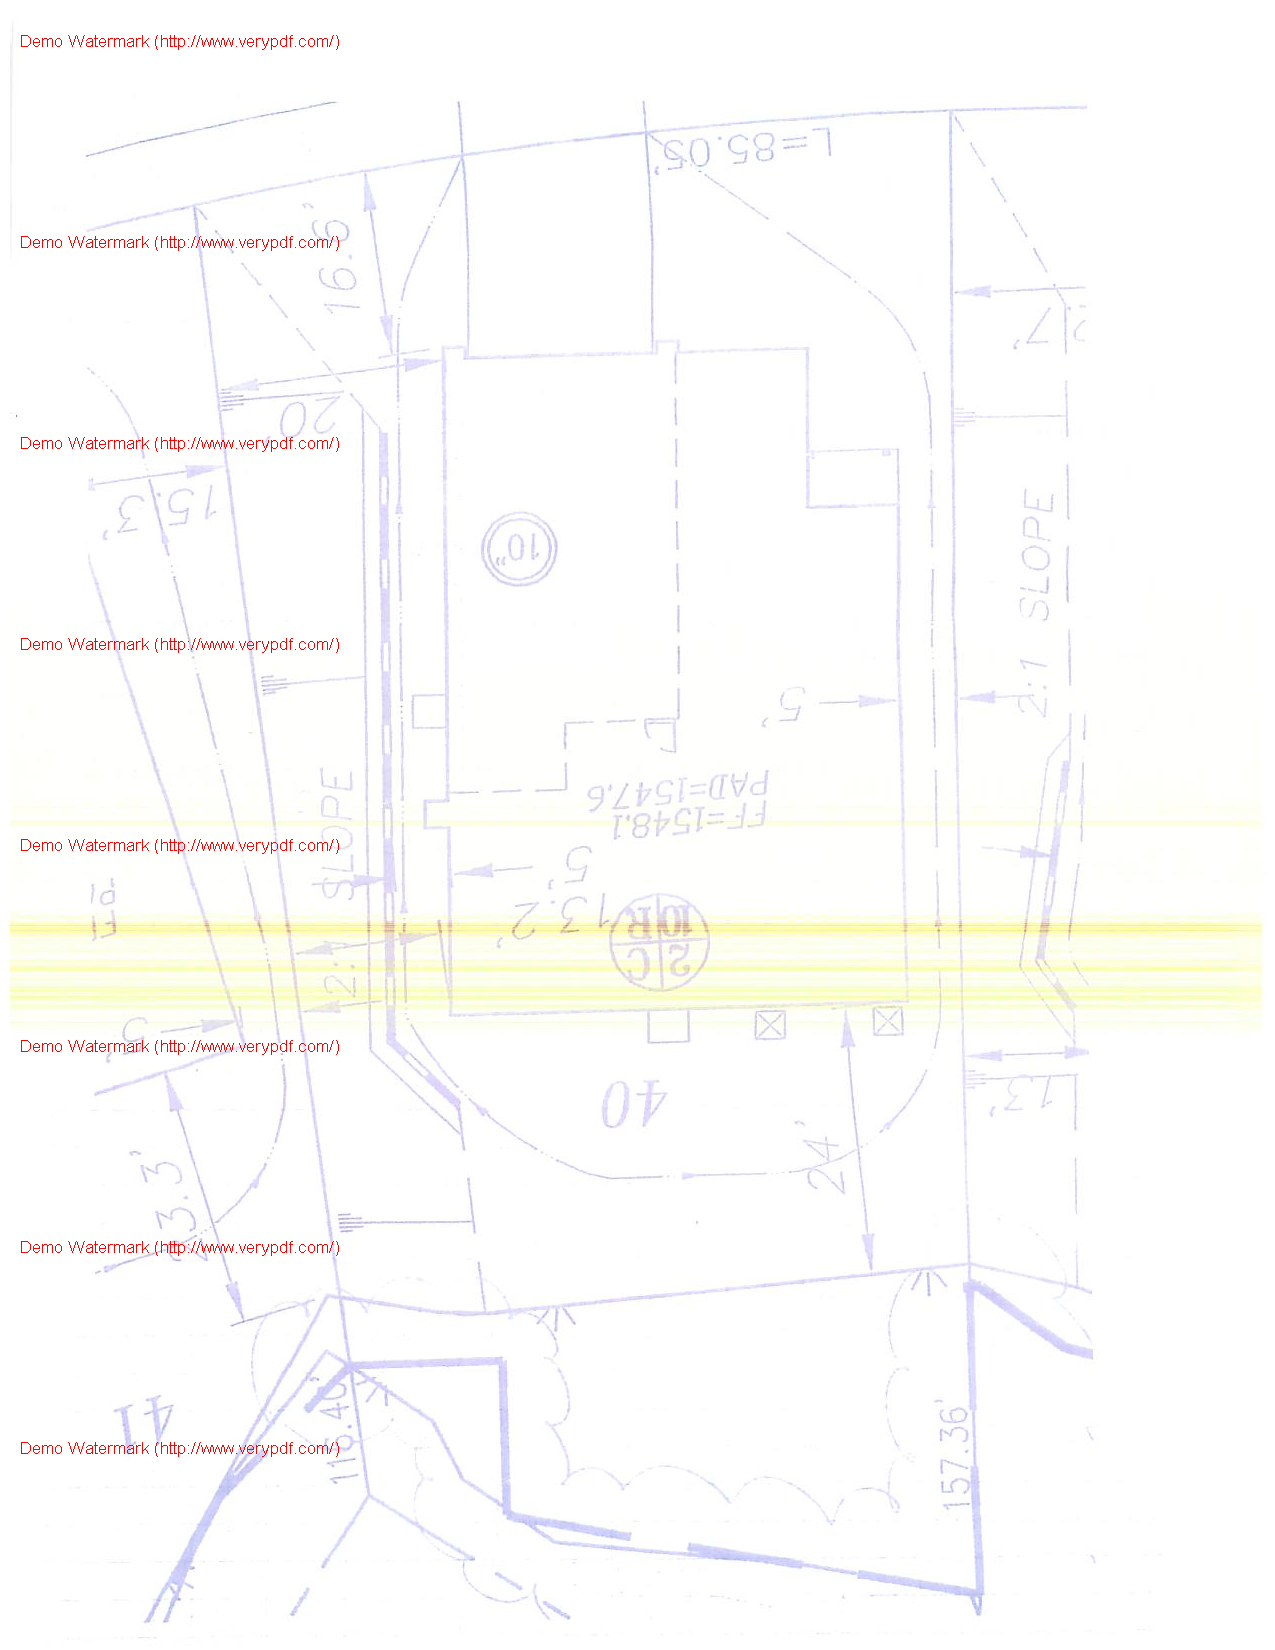 Demo Watermark (http://www.verypdf.com/)
L=85.05'
Demo Watermark (http://www.verypdf.com/)
16.6'
2.7'
20'
Demo Watermark (http://www.verypdf.com/)
15.3'
10"
2:1 SLOPE
Demo Watermark (http://www.verypdf.com/)
5'
PAD=1547.6
FF=1548.1
Demo Watermark (http://www.verypdf.com/)
2:1 SLOPE
5'
13.2'
10 R
2 C
5'
Demo Watermark (http://www.verypdf.com/)
40
13'
24'
Demo Watermark (http://www.verypdf.com/)
41
116.46'
157.36'
Demo Watermark (http://www.verypdf.com/)